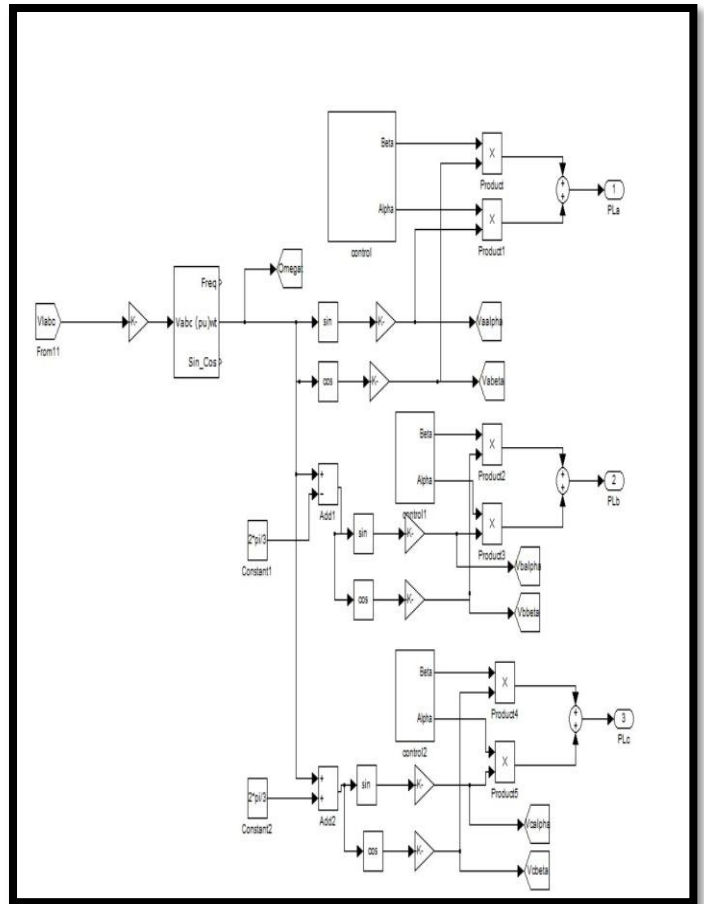 Beta
Alpha
control
X
Product
X
Product1
+
+
1
PLa
Omegat
Vlabc
From11
K-
Freq
Vabc (pu)
wt
Sin_Cos
sin
K-
Vaalpha
cos
K-
Vabeta
Beta
Alpha
control1
X
Product2
X
Product3
+
+
2
PLb
+
−
Add1
2*pi/3
Constant1
sin
K-
Vbalpha
cos
K-
Vbbeta
Beta
Alpha
control2
X
Product4
X
Product5
+
+
3
PLc
+
+
Add2
2*pi/3
Constant2
sin
K-
Vcalpha
cos
K-
Vcbeta